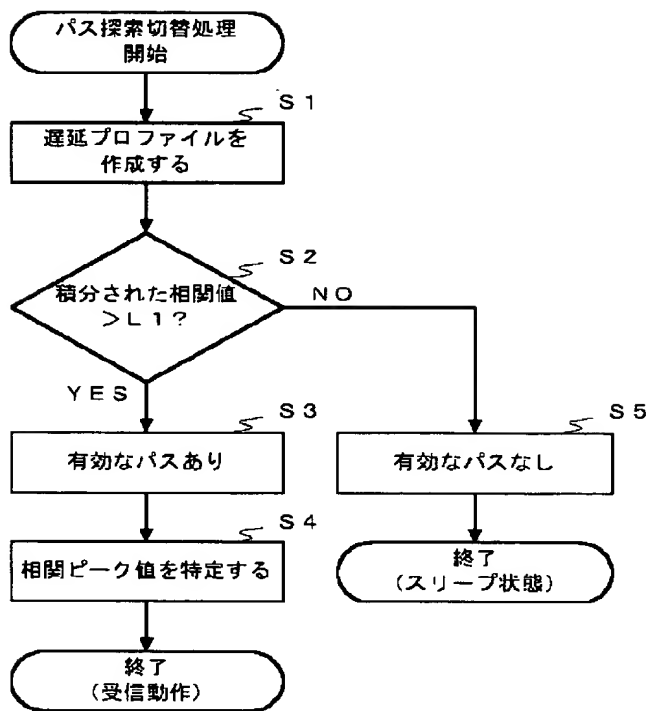 パス探索切替処理
開始
S1
遅延プロファイルを
作成する
S2
積分された相関値
>L1?
NO
YES
S3
有効なパスあり
S5
有効なパスなし
S4
相関ピーク値を特定する
終了
(スリープ状態)
終了
(受信動作)